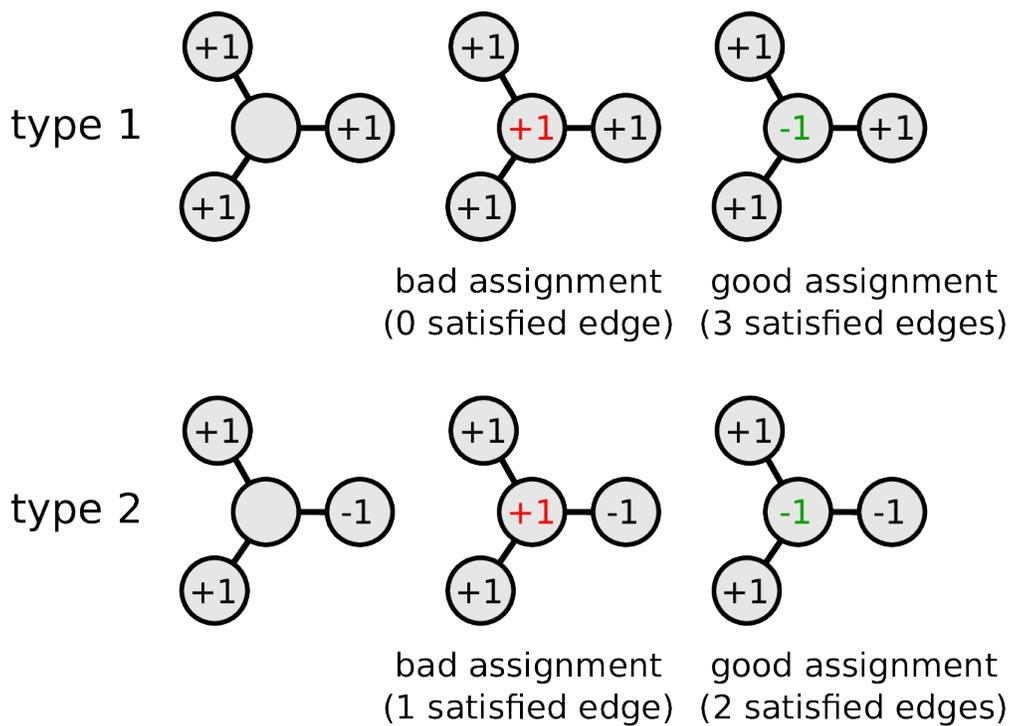 +1 +1 +1
type 1 +1 +1 +1 -1 +1
+1 +1 +1
bad assignment good assignment
(0 satisfied edge) (3 satisfied edges)
+1 +1 +1
type 2 -1 +1 -1 -1 -1
+1 +1 +1
bad assignment good assignment
(1 satisfied edge) (2 satisfied edges)